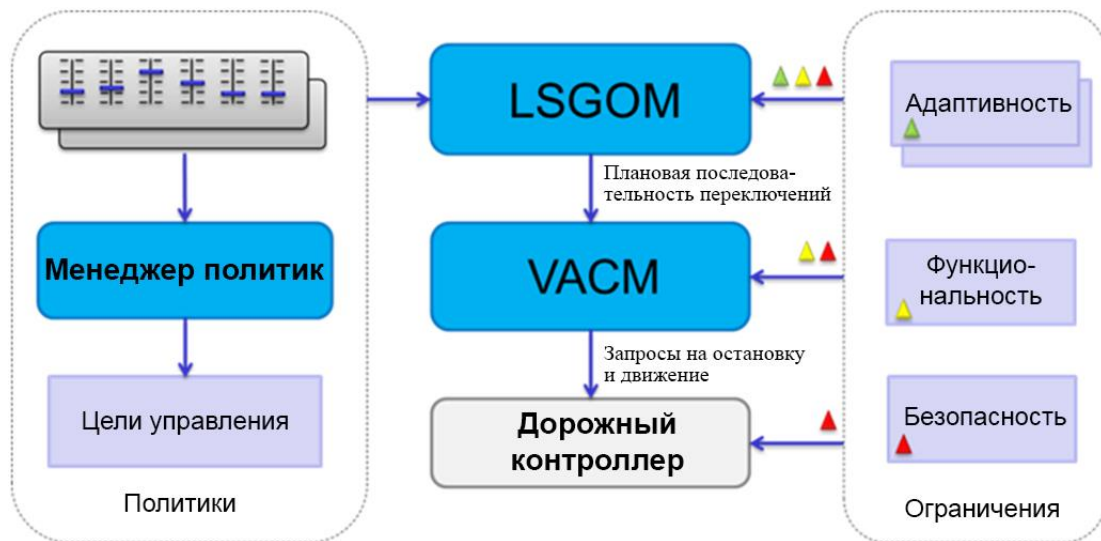 LSGOM
Адаптивность
Плановая последова-
тельность переключений
Менеджер политик
VACM
Функцио-
нальность
Запросы на остановку
и движение
Цели управления
Дорожный
контроллер
Безопасность
Политики
Ограничения